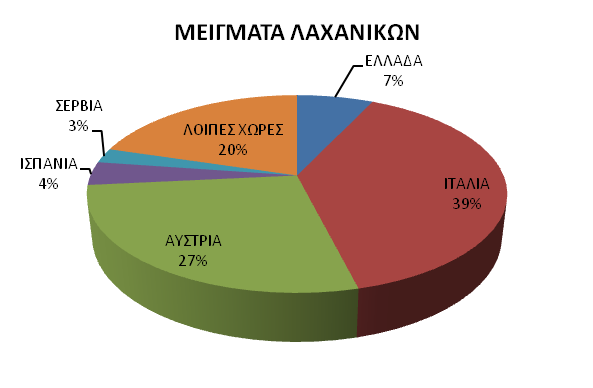 ΜΕΙΓΜΑΤΑ ΛΑΧΑΝΙΚΩΝ
ΕΛΛΑΔΑ
7%
ΙΤΑΛΙΑ
39%
ΑΥΣΤΡΙΑ
27%
ΙΣΠΑΝΙΑ
4%
ΣΕΡΒΙΑ
3%
ΛΟΙΠΕΣ ΧΩΡΕΣ
20%